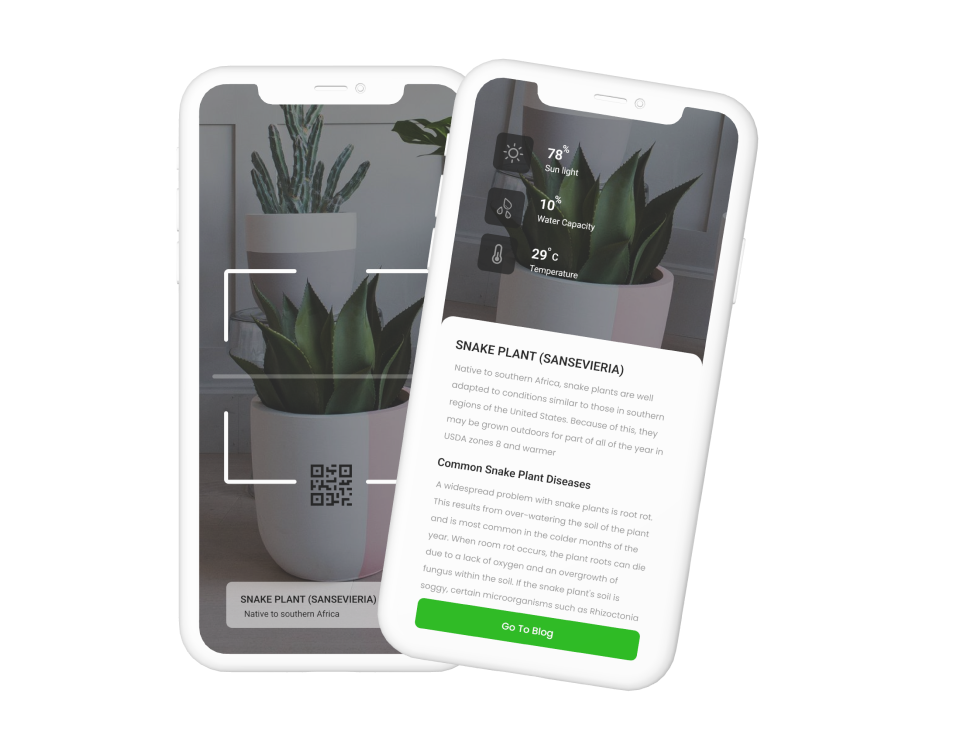 SNAKE PLANT (SANSEVIERIA)
Native to southern Africa
78%
Sun light
10%
Water Capacity
29° C
Temperature
SNAKE PLANT (SANSEVIERIA)
Native to southern Africa, snake plants are well
adapted to conditions similar to those in southern
regions of the United States. Because of this, they
may be grown outdoors for part of all of the year in
USDA zones 8 and warmer
Common Snake Plant Diseases
A widespread problem with snake plants is root rot.
This results from over-watering the soil of the plant
and is most common in the colder months of the
year. When room rot occurs, the plant roots can die
due to a lack of oxygen and an overgrowth of
fungus within the soil. If the snake plant's soil is
soggy, certain microorganisms such as Rhizoctonia
Go To Blog